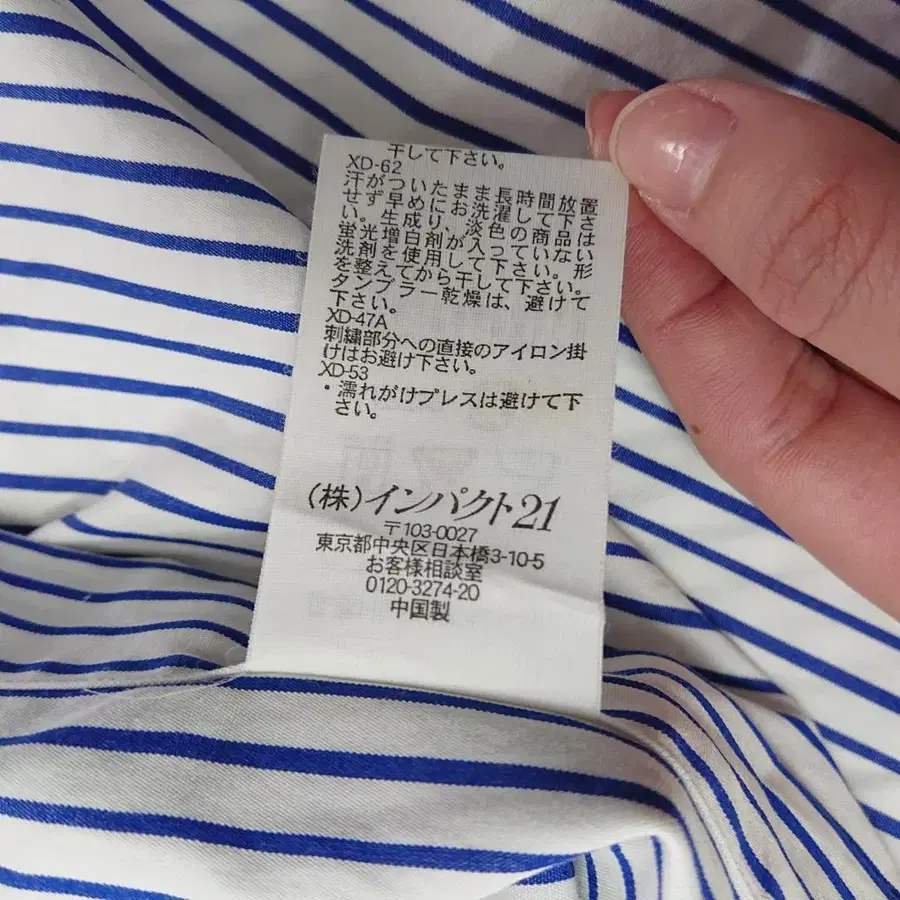 干して下さい。
XD-62
汗がついたまま長時間放置
せず早めにお洗濯して下さ
い。生成り、淡色の商品は
蛍光増白剤が入っていない
洗剤を使用して下さい。形
を整えてから干して下さい。
タンブラー乾燥は、避けて
下さい。
XD-47A
刺繍部分への直接のアイロン掛
けはお避け下さい。
XD-53
・濡れがけプレスは避けて下
さい。
(株)インパクト21
〒103-0027
東京都中央区日本橋3-10-5
お客様相談室
0120-3274-20
中国製